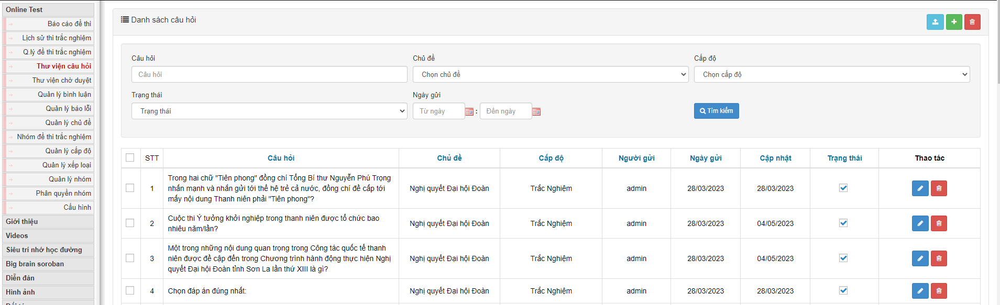 Online Test
Báo cáo đề thi
Lịch sử thi trắc nghiệm
Q.lý đề thi trắc nghiệm
Thư viện câu hỏi
Thư viện chờ duyệt
Quản lý bình luận
Quản lý báo lỗi
Quản lý chủ đề
Nhóm đề thi trắc nghiệm
Quản lý cấp độ
Quản lý xếp loại
Quản lý nhóm
Phân quyền nhóm
Cấu hình
Giới thiệu
Videos
Siêu trí nhớ học đường
Big brain soroban
Diễn đàn
Hình ảnh
Danh sách câu hỏi
Câu hỏi
Câu hỏi
Chủ đề
Chọn chủ đề
Cấp độ
Chọn cấp độ
Trạng thái
Trạng thái
Ngày gửi
Từ ngày : Đến ngày
Tìm kiếm
STT Câu hỏi Chủ đề Cấp độ Người gửi Ngày gửi Cập nhật Trạng thái Thao tác
Trong hai chữ "Tiên phong" đồng chí Tổng Bí thư Nguyễn Phú Trọng
1 nhấn mạnh và nhắn gửi tới thế hệ trẻ cả nước, đồng chí đề cấp tới Nghị quyết Đại hội Đoàn Trắc Nghiệm admin 28/03/2023 28/03/2023
mấy nội dung Thanh niên phải "Tiên phong"?
2 Cuộc thi Ý tưởng khởi nghiệp trong thanh niên được tổ chức bao Nghị quyết Đại hội Đoàn Trắc Nghiệm admin 28/03/2023 04/05/2023
nhiêu năm/lần?
Một trong những nội dung quan trọng trong Công tác quốc tế thanh
3 niên được đề cập đến trong Chương trình hành động thực hiện Nghị Nghị quyết Đại hội Đoàn Trắc Nghiệm admin 28/03/2023 04/05/2023
quyết Đại hội Đoàn tỉnh Sơn La lần thứ XIII là gì?
4 Chọn đáp án đúng nhất: Nghị quyết Đại hội Đoàn Trắc Nghiệm admin 28/03/2023 28/03/2023